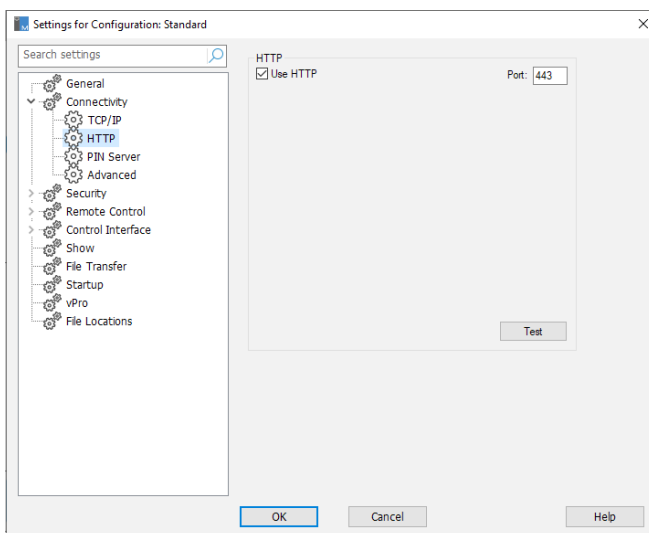 Settings for Configuration: Standard
Search settings
General
Connectivity
TCP/IP
HTTP
PIN Server
Advanced
Security
Remote Control
Control Interface
Show
File Transfer
Startup
vPro
File Locations
HTTP
Use HTTP
Port: 443
Test
OK
Cancel
Help